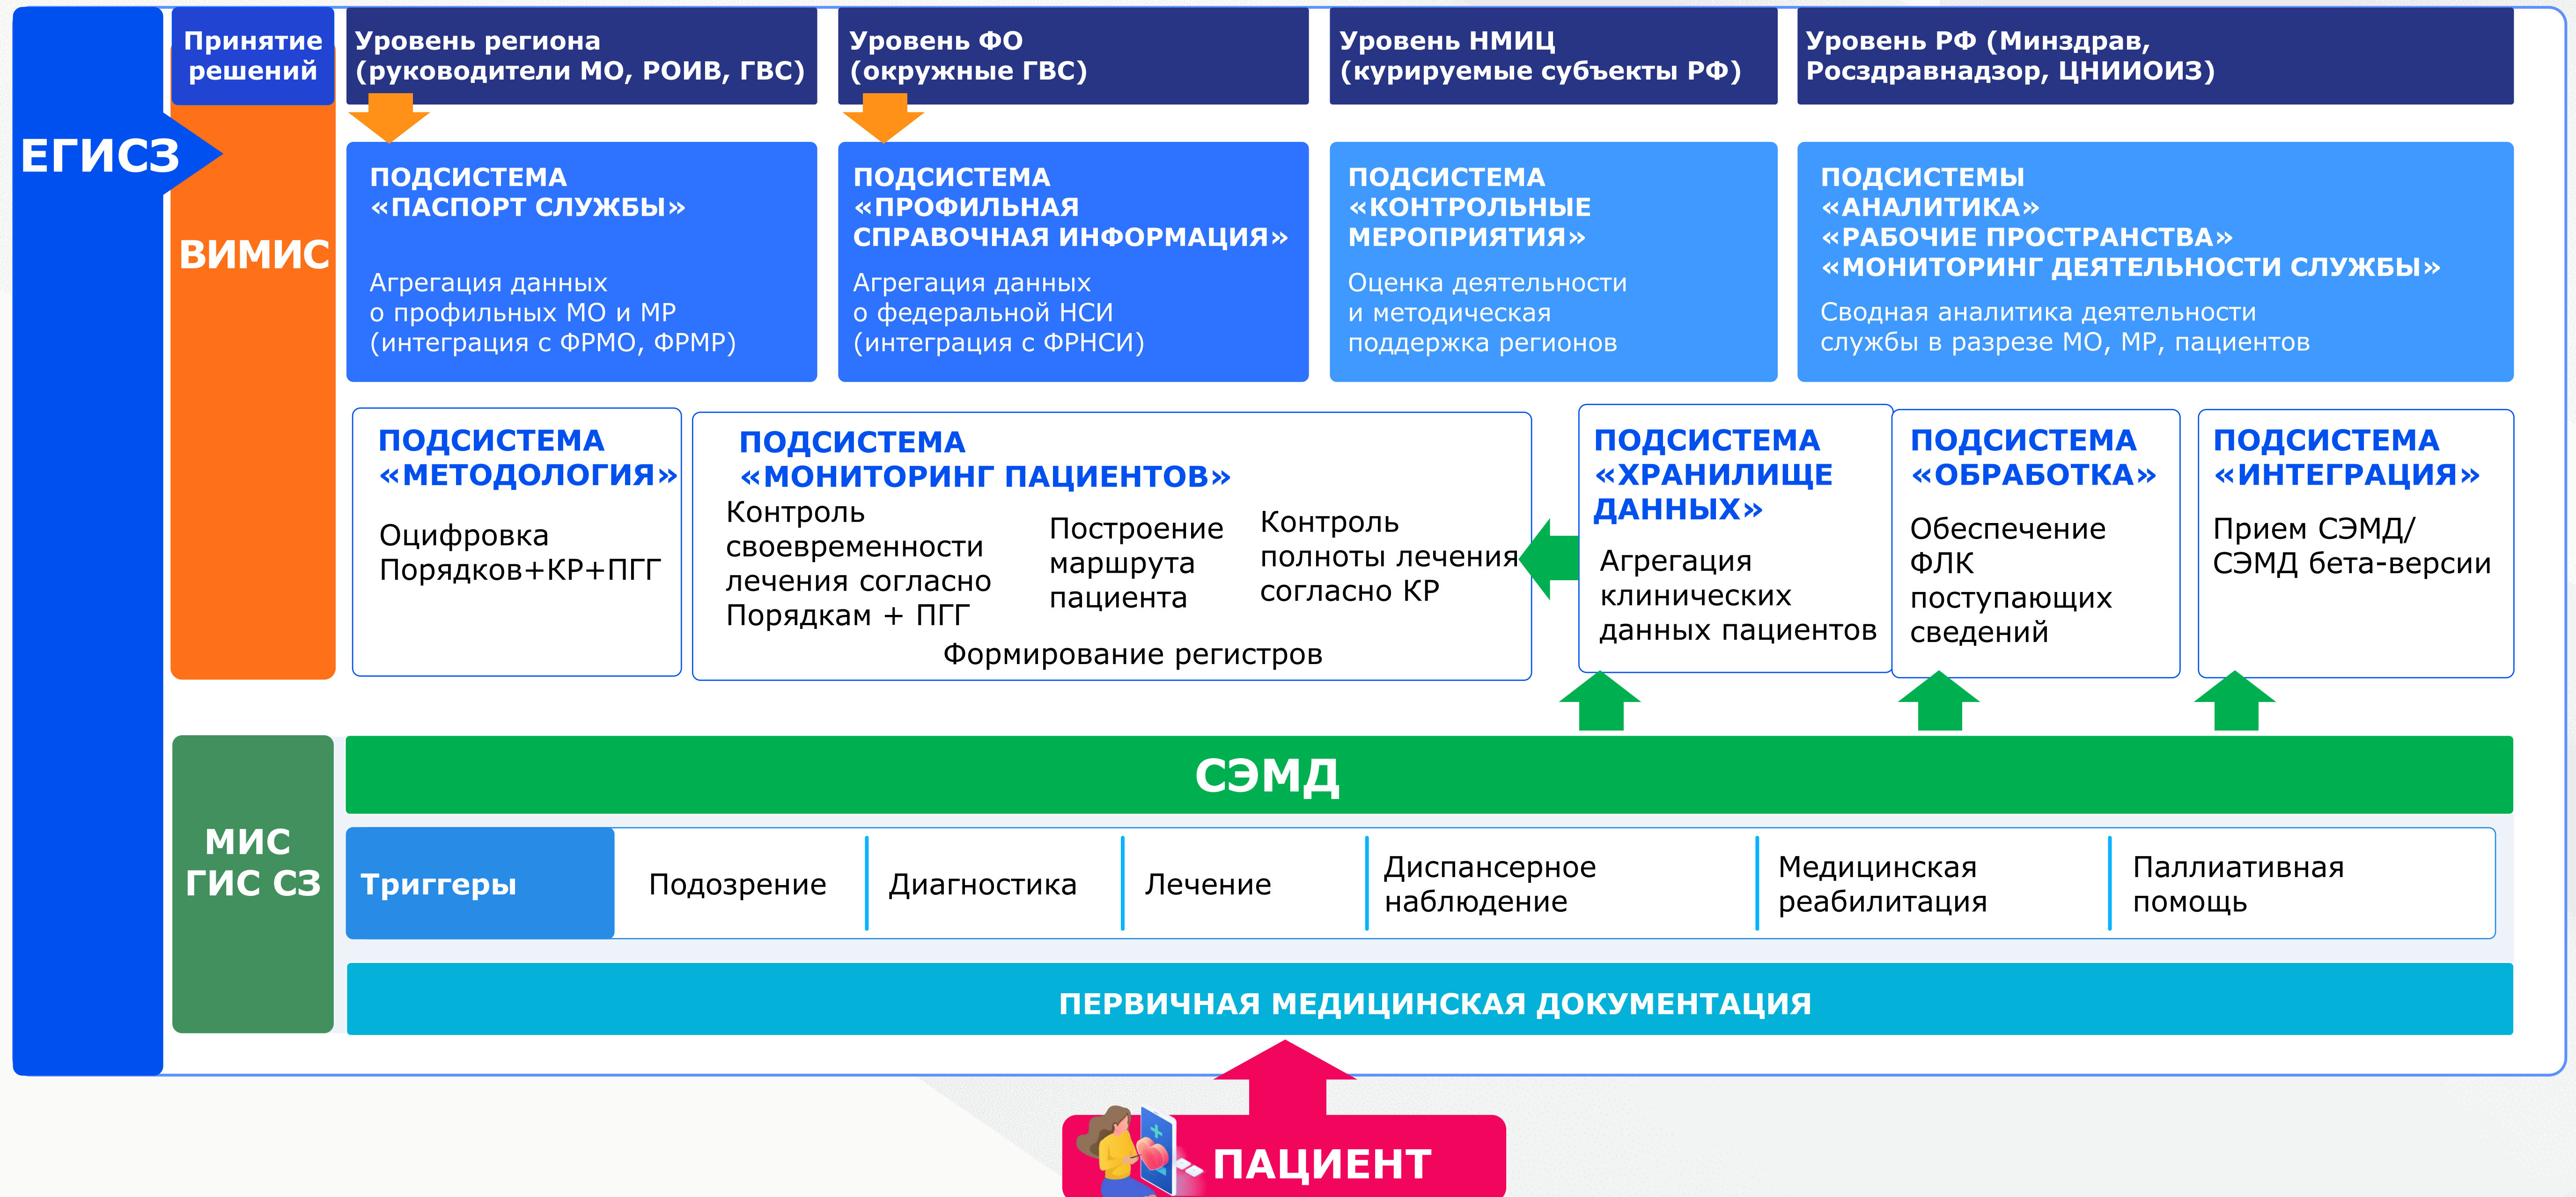 ЕГИСЗ
Принятие
решений
Уровень региона
(руководители МО, РОИВ, ГВС)
Уровень ФО
(окружные ГВС)
Уровень НМИЦ
(курируемые субъекты РФ)
Уровень РФ (Минздрав,
Росздравнадзор, ЦНИИОИЗ)
ВИМИС
ПОДСИСТЕМА
«ПАСПОРТ СЛУЖБЫ»
Агрегация данных
о профильных МО и МР
(интеграция с ФРМО, ФРМР)
ПОДСИСТЕМА
«ПРОФИЛЬНАЯ
СПРАВОЧНАЯ ИНФОРМАЦИЯ»
Агрегация данных
о федеральной НСИ
(интеграция с ФРНСИ)
ПОДСИСТЕМА
«КОНТРОЛЬНЫЕ
МЕРОПРИЯТИЯ»
Оценка деятельности
и методическая
поддержка регионов
ПОДСИСТЕМЫ
«АНАЛИТИКА»
«РАБОЧИЕ ПРОСТРАНСТВА»
«МОНИТОРИНГ ДЕЯТЕЛЬНОСТИ СЛУЖБЫ»
Сводная аналитика деятельности
службы в разрезе МО, МР, пациентов
ПОДСИСТЕМА
«МЕТОДОЛОГИЯ»
Оцифровка
Порядков+КР+ПГГ
ПОДСИСТЕМА
«МОНИТОРИНГ ПАЦИЕНТОВ»
Контроль
своевременности
лечения согласно
Порядкам + ПГГ
Построение
маршрута
пациента
Контроль
полноты лечения
согласно КР
Формирование регистров
ПОДСИСТЕМА
«ХРАНИЛИЩЕ
ДАННЫХ»
Агрегация
клинических
данных пациентов
ПОДСИСТЕМА
«ОБРАБОТКА»
Обеспечение
ФЛК
поступающих
сведений
ПОДСИСТЕМА
«ИНТЕГРАЦИЯ»
Прием СЭМД/
СЭМД бета-версии
МИС
ГИС СЗ
СЭМД
Триггеры
Подозрение
Диагностика
Лечение
Диспансерное
наблюдение
Медицинская
реабилитация
Паллиативная
помощь
ПЕРВИЧНАЯ МЕДИЦИНСКАЯ ДОКУМЕНТАЦИЯ
ПАЦИЕНТ